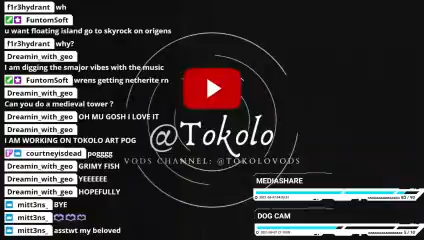 f1r3hydrant wh
FuntomSoft
u want floating island go to skyrock on origens
f1r3hydrant why?
Dreamin_with_geo
I am digging the smajor vibes with the music
FuntomSoft wrens getting netherite rn
Dreamin_with_geo
Can you do a medieval tower ?
Dreamin_with_geo OH MU GOSH I LOVE IT
Dreamin_with_geo
I AM WORKING ON TOKOLO ART POG
courtneyisdead pogggg
Dreamin_with_geo GRIMY FISH
Dreamin_with_geo YEEEEEE
Dreamin_with_geo HOPEFULLY
mitt3ns_ BYE
mitt3ns_
mitt3ns_ asstwt my beloved
@Tokolo
VODS CHANNEL: @TOKOLOVODS
MEDIASHARE
DOG CAM